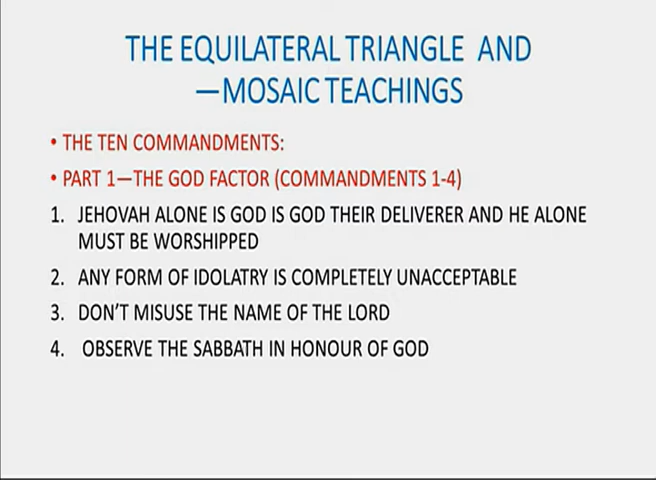 THE EQUILATERAL TRIANGLE AND
—MOSAIC TEACHINGS
• THE TEN COMMANDMENTS:
• PART 1—THE GOD FACTOR (COMMANDMENTS 1-4)
1. JEHOVAH ALONE IS GOD IS GOD THEIR DELIVERER AND HE ALONE
MUST BE WORSHIPPED
2. ANY FORM OF IDOLATRY IS COMPLETELY UNACCEPTABLE
3. DON'T MISUSE THE NAME OF THE LORD
4. OBSERVE THE SABBATH IN HONOUR OF GOD